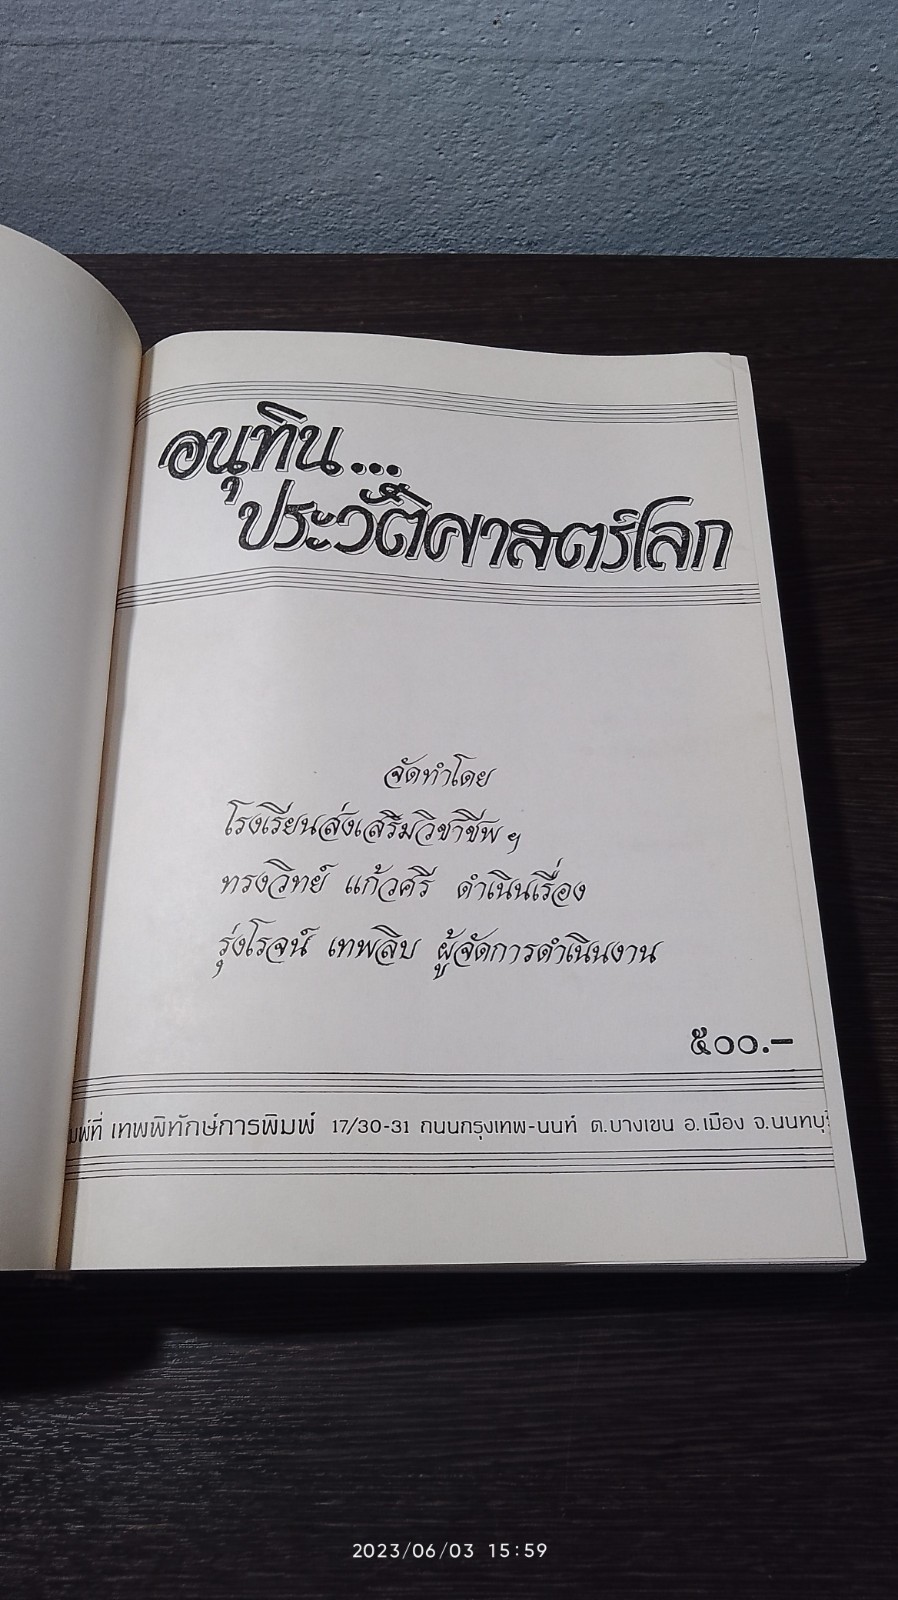 อนุทิน...
ประวัติศาสตร์โลก
จัดทำโดย
โรงเรียนส่งเสริมวิชาชีพฯ
ทรงวิทย์ แก้วศรี ดำเนินเรื่อง
รุ่งโรจน์ เทพลิบ ผู้จัดการดำเนินงาน
๕๐๐.-
มพ์ที่ เทพพิทักษ์การพิมพ์ 17/30-31 ถนนกรุงเทพ-นนท์ ต.บางเขน อ.เมือง จ.นนทบุ
2023/06/03 15:59